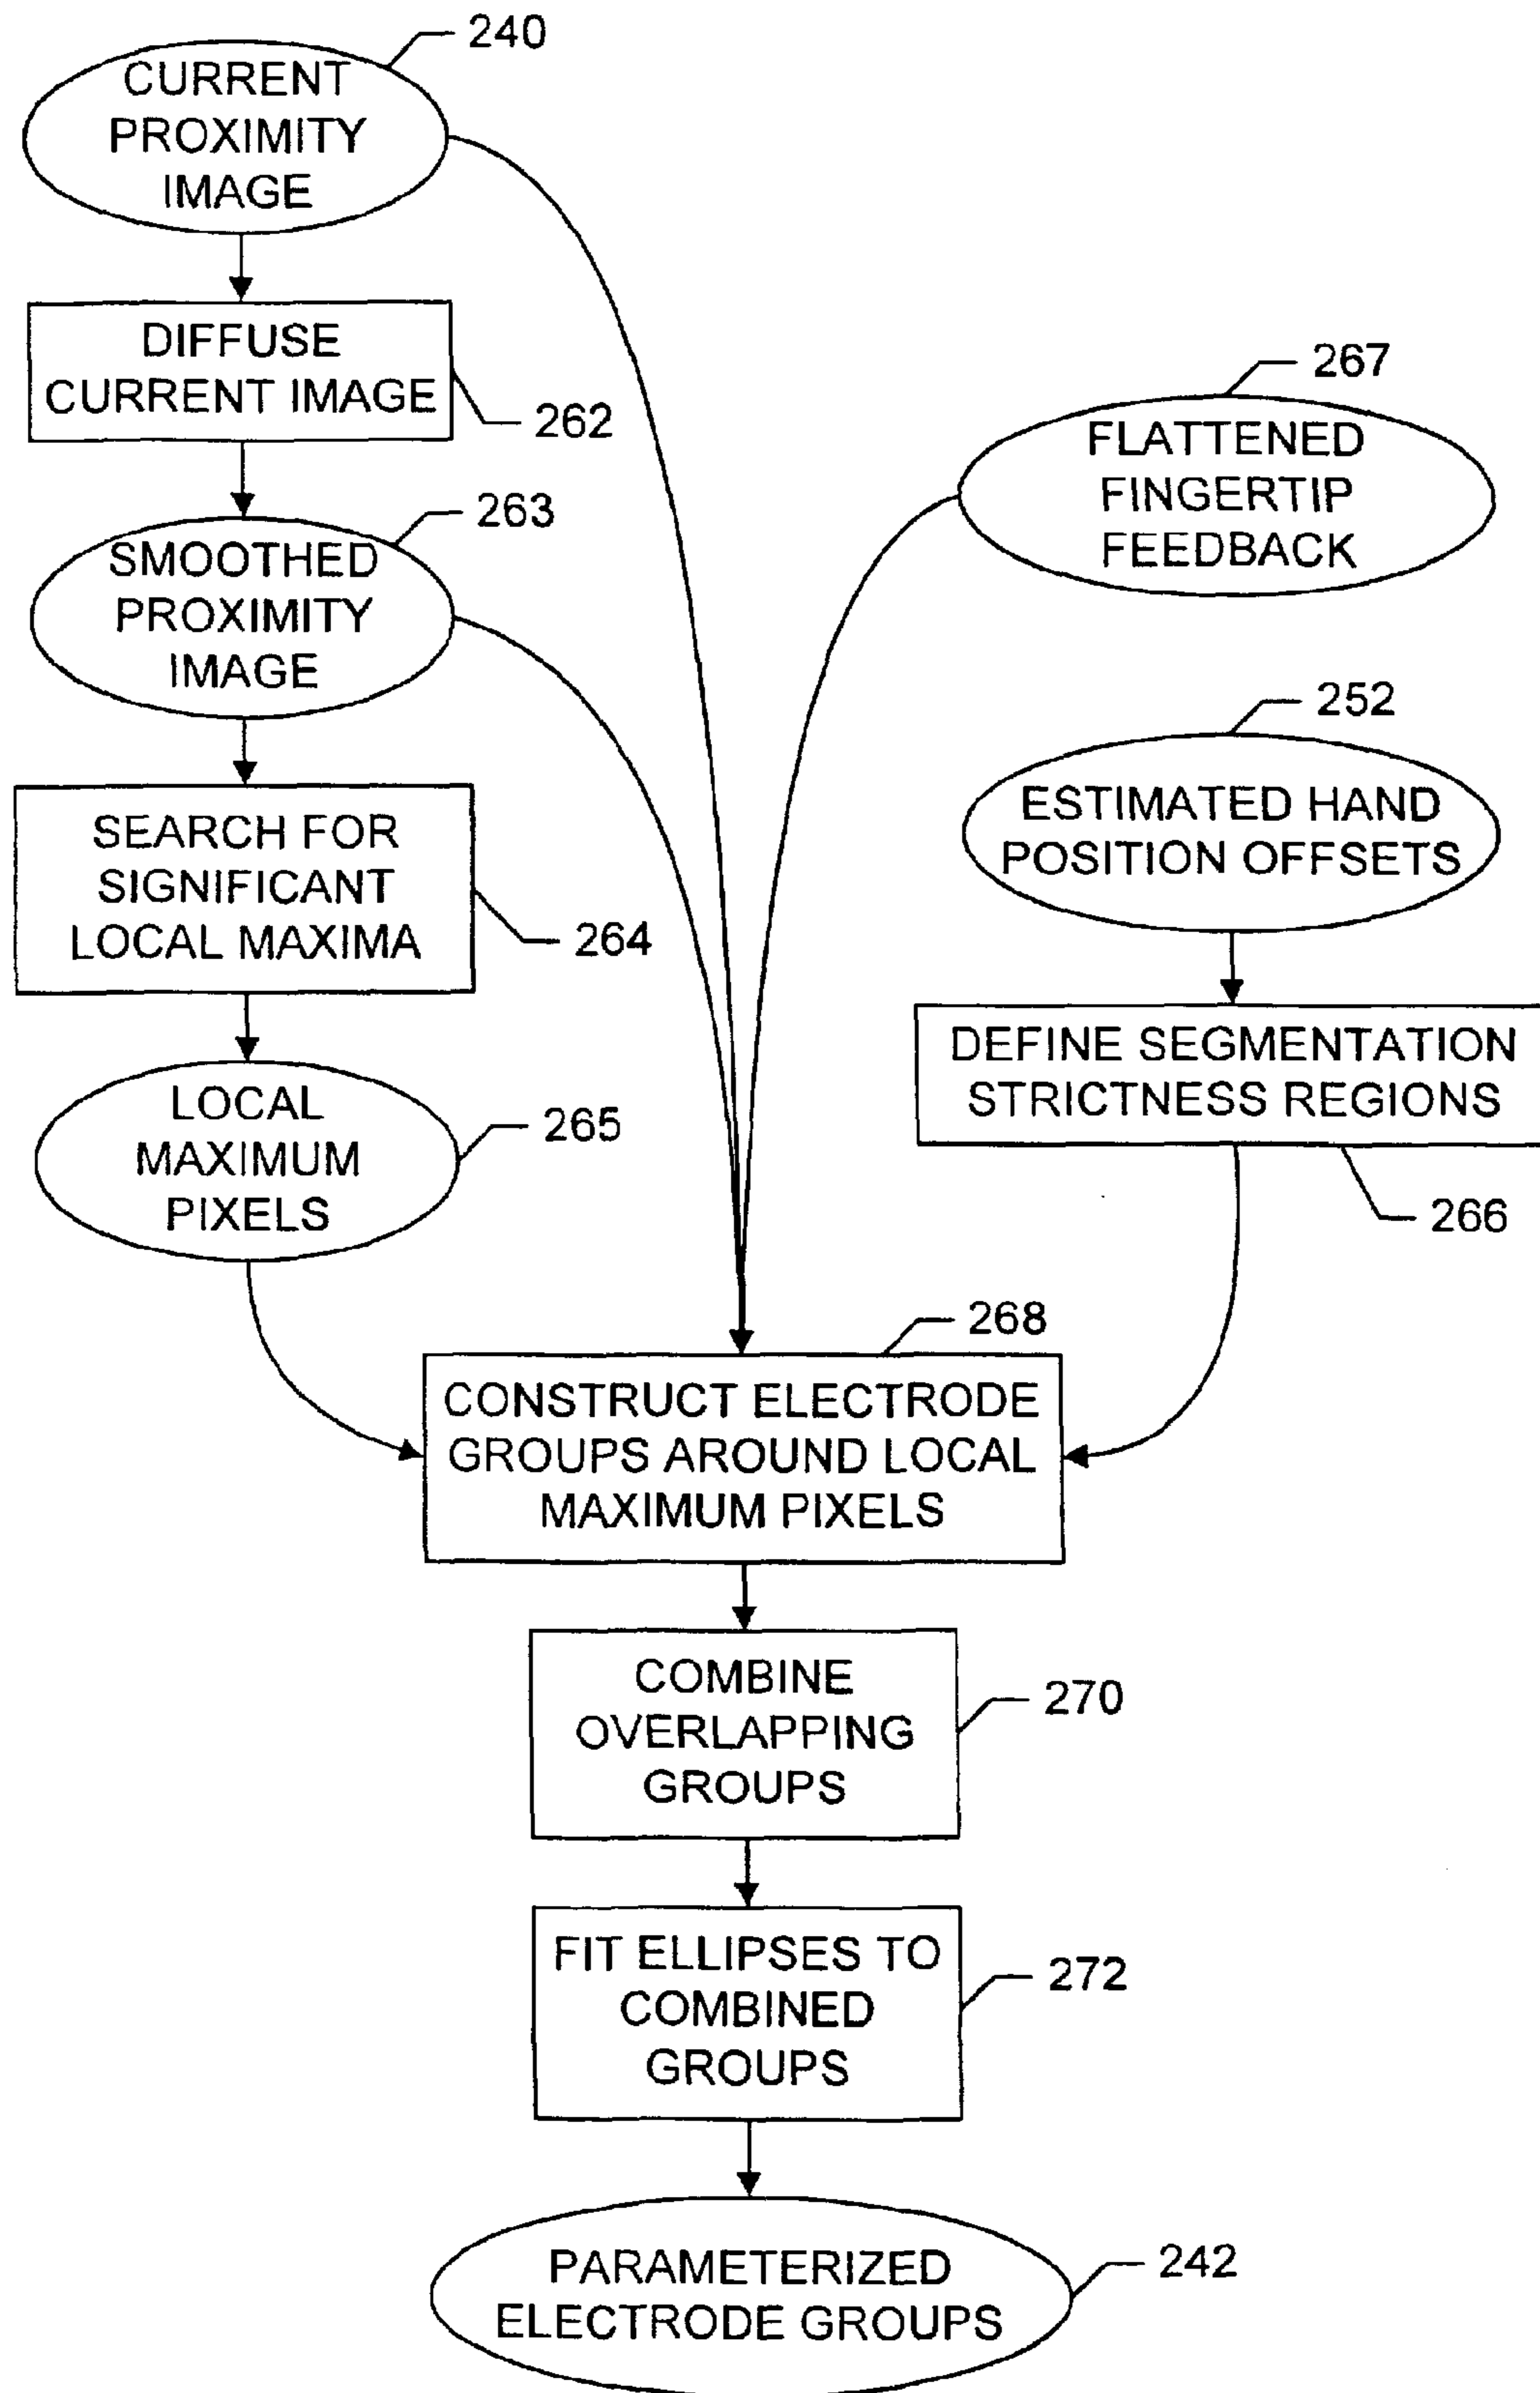 240
CURRENT
PROXIMITY
IMAGE
DIFFUSE
CURRENT IMAGE
262
267
FLATTENED
FINGERTIP
FEEDBACK
263
SMOOTHED
PROXIMITY
IMAGE
252
ESTIMATED HAND
POSITION OFFSETS
SEARCH FOR
SIGNIFICANT
LOCAL MAXIMA
264
DEFINE SEGMENTATION
STRICTNESS REGIONS
266
LOCAL
MAXIMUM
PIXELS
265
268
CONSTRUCT ELECTRODE
GROUPS AROUND LOCAL
MAXIMUM PIXELS
COMBINE
OVERLAPPING
GROUPS
270
FIT ELLIPSES TO
COMBINED
GROUPS
272
PARAMETERIZED
ELECTRODE GROUPS
242